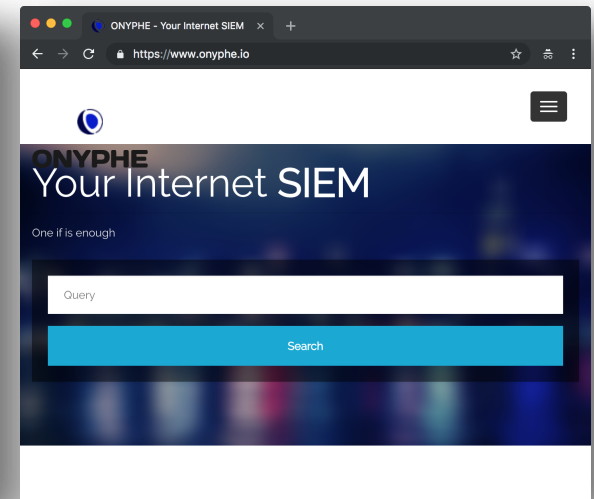 ONYPHE - Your Internet SIEM
https://www.onyphe.io
ONYPHE
Your Internet SIEM
One if is enough
Query
Search